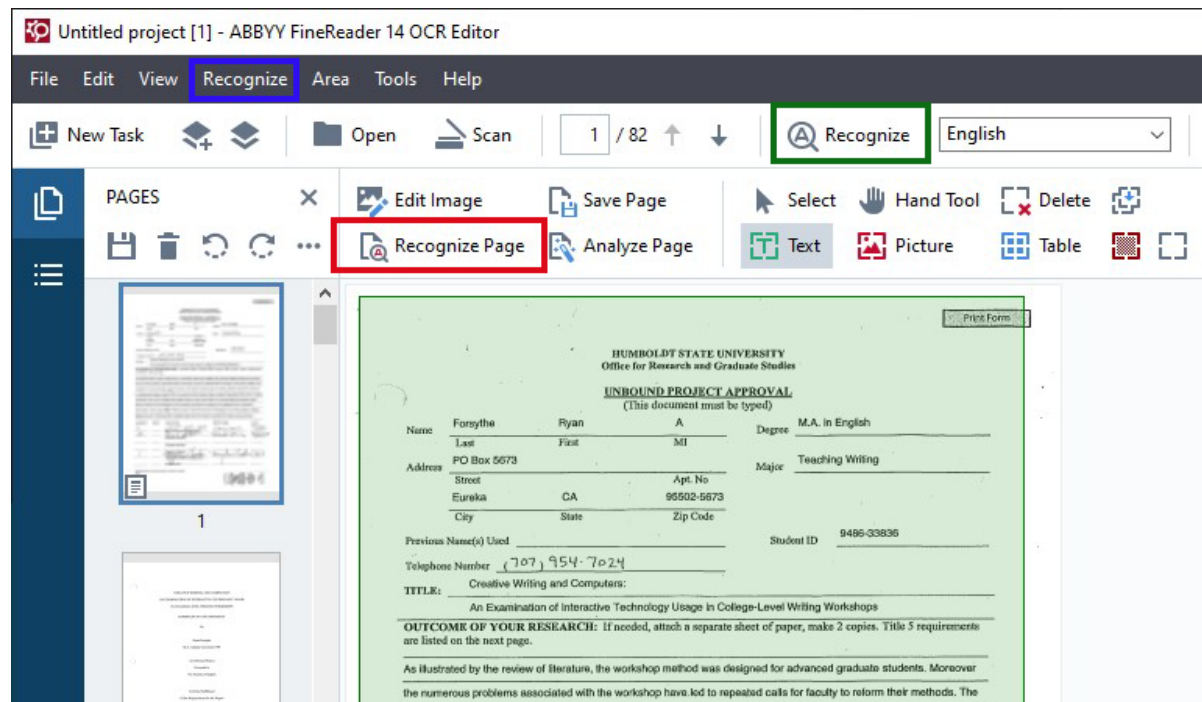 Untitled project [1] - ABBYY FineReader 14 OCR Editor
File Edit View Recognize Area Tools Help
New Task Open Scan 1 / 82 Recognize English
PAGES
Edit Image Save Page Select Hand Tool Delete
Recognize Page Analyze Page Text Picture Table
1
Print Form
HUMBOLDT STATE UNIVERSITY
Office for Research and Graduate Studies
UNBOUND PROJECT APPROVAL
(This document must be typed)
Name Forsythe Ryan A Degree M.A. in English
Last First MI
Address PO Box 5673 Major Teaching Writing
Street Apt. No
Eureka CA 95502-5673
City State Zip Code
Previous Name(s) Used Student ID 9486-33836
Telephone Number (707) 954-7024
TITLE: Creative Writing and Computers:
An Examination of Interactive Technology Usage in College-Level Writing Workshops
OUTCOME OF YOUR RESEARCH: If needed, attach a separate sheet of paper, make 2 copies. Title 5 requirements
are listed on the next page.
As illustrated by the review of literature, the workshop method was designed for advanced graduate students. Moreover
the numerous problems associated with the workshop have led to repeated calls for faculty to reform their methods. The